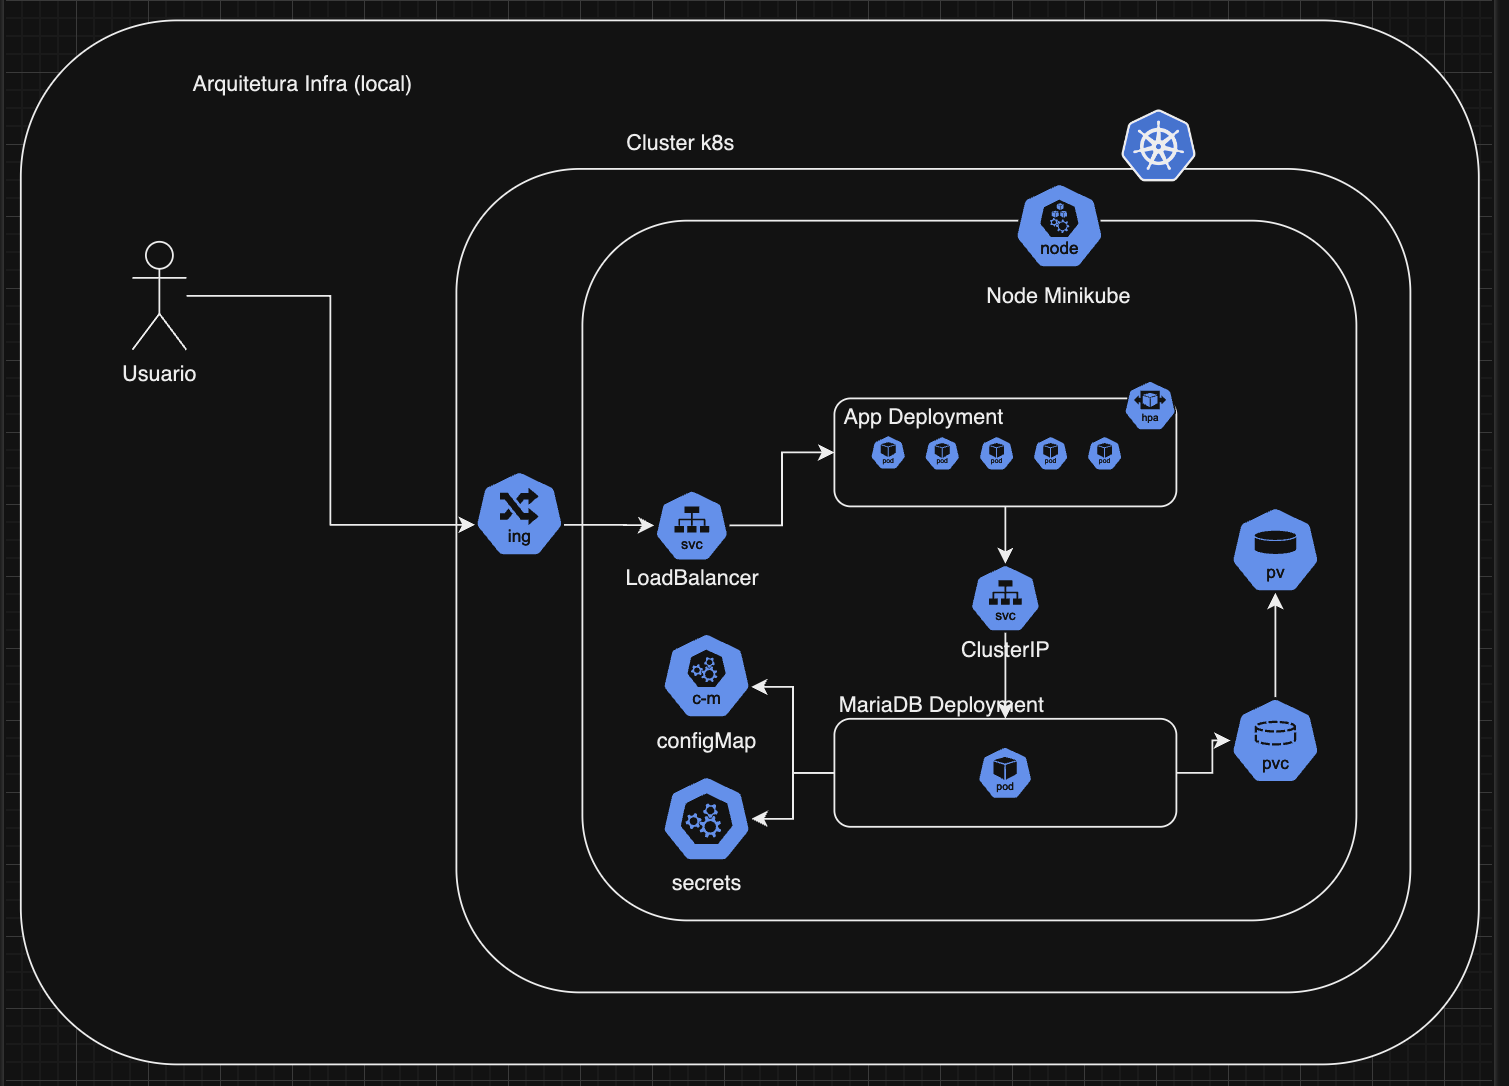 Arquitetura Infra (local)
Cluster k8s
node
Node Minikube
Usuario
hpa
App Deployment
pod
pod
pod
pod
pod
ing
svc
LoadBalancer
pv
svc
ClusterIP
c-m
configMap
MariaDB Deployment
pod
pvc
secrets